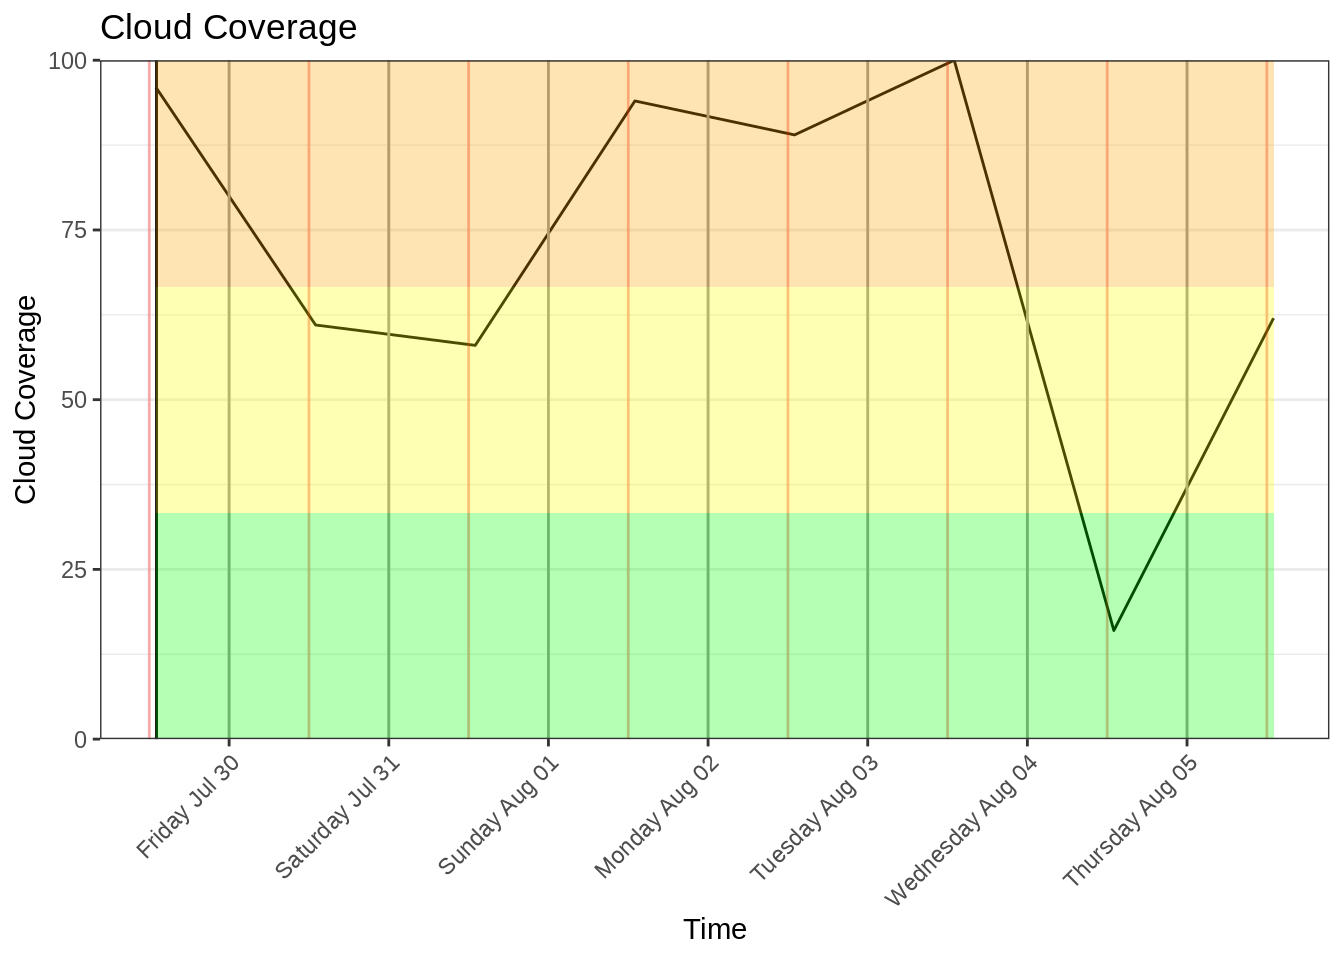 Cloud Coverage
Cloud Coverage
100
75
50
25
0
Friday Jul 30
Saturday Jul 31
Sunday Aug 01
Monday Aug 02
Tuesday Aug 03
Wednesday Aug 04
Thursday Aug 05
Time